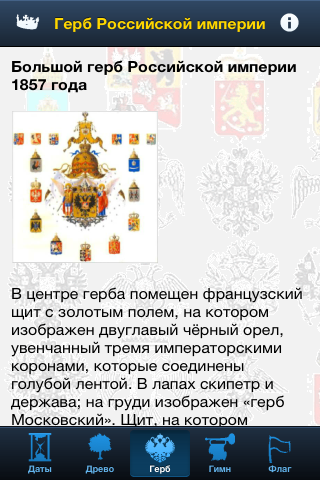 Герб Российской империи
Большой герб Российской империи
1857 года
В центре герба помещен французский
щит с золотым полем, на котором
изображен двуглавый чёрный орел,
увенчанный тремя императорскими
коронами, которые соединены
голубой лентой. В лапах скипетр и
держава; на груди изображен «герб
Московский». Щит, на котором
Даты
Древо
Герб
Гимн
Флаг